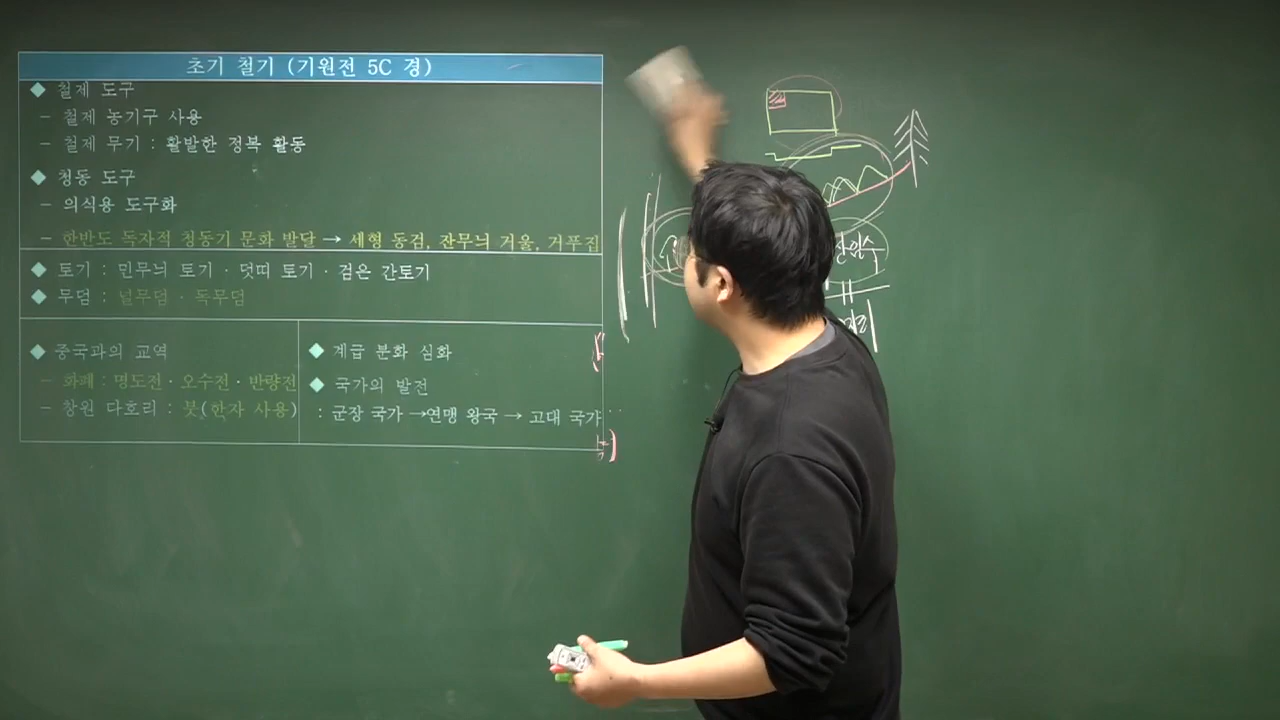 초기 철기 (기원전 5C 경)
◆ 철제 도구
- 철제 농기구 사용
- 철제 무기 : 활발한 정복 활동
◆ 청동 도구
- 의식용 도구화
- 한반도 독자적 청동기 문화 발달 → 세형 동검, 잔무늬 거울, 거푸집
◆ 토기 : 민무늬 토기 · 덧띠 토기 · 검은 간토기
◆ 무덤 : 널무덤 · 독무덤
◆ 중국과의 교역
- 화폐 : 명도전 · 오수전 · 반량전
- 창원 다호리 : 붓(한자 사용)
◆ 계급 분화 심화
◆ 국가의 발전
: 군장 국가 → 연맹 왕국 → 고대 국가